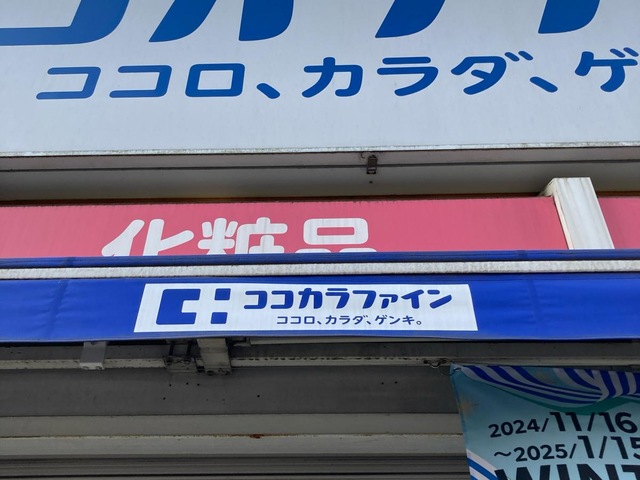 ココロ、カラダ、ゲ
化粧品
ココカラファイン
ココロ、カラダ、ゲンキ。
2024/11/16
～2025/1/15
WINT